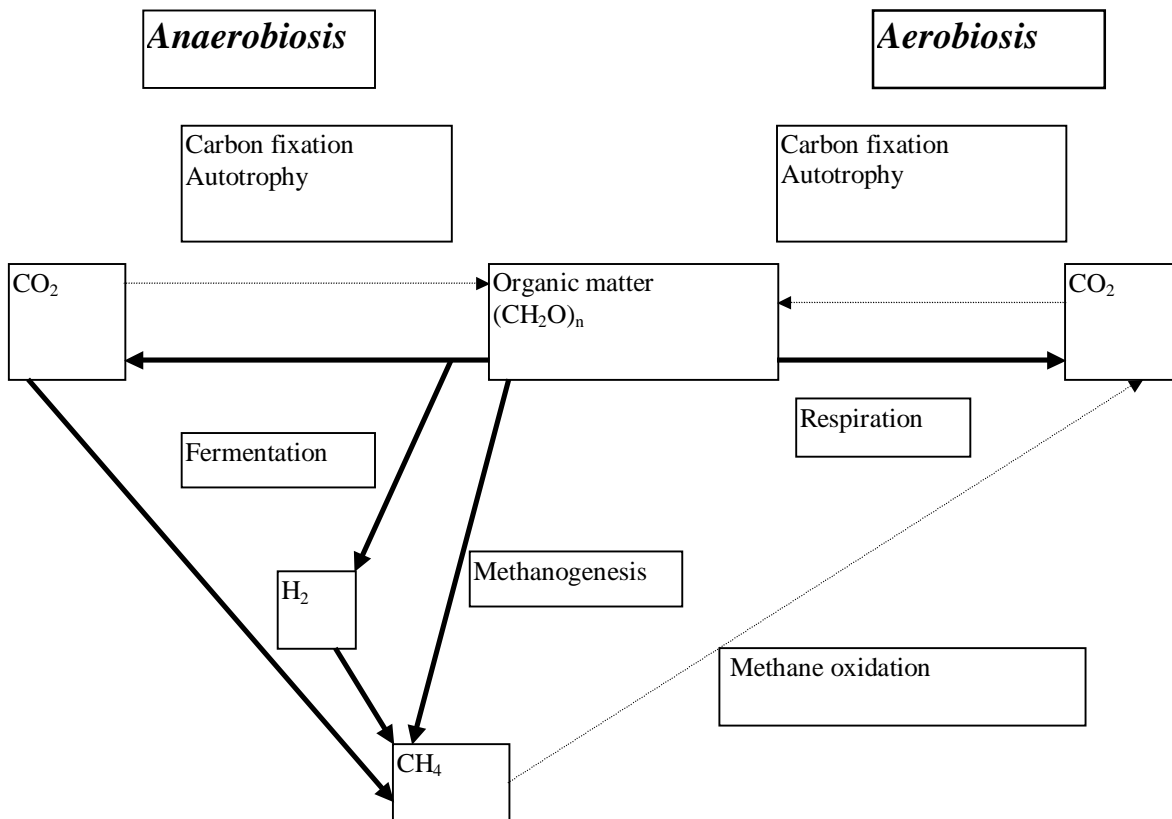 Anaerobiosis
Aerobiosis
Carbon fixation
Autotrophy
Carbon fixation
Autotrophy
CO₂
Organic matter
(CH₂O)ₙ
CO₂
Respiration
Fermentation
Methanogenesis
H₂
Methane oxidation
CH₄